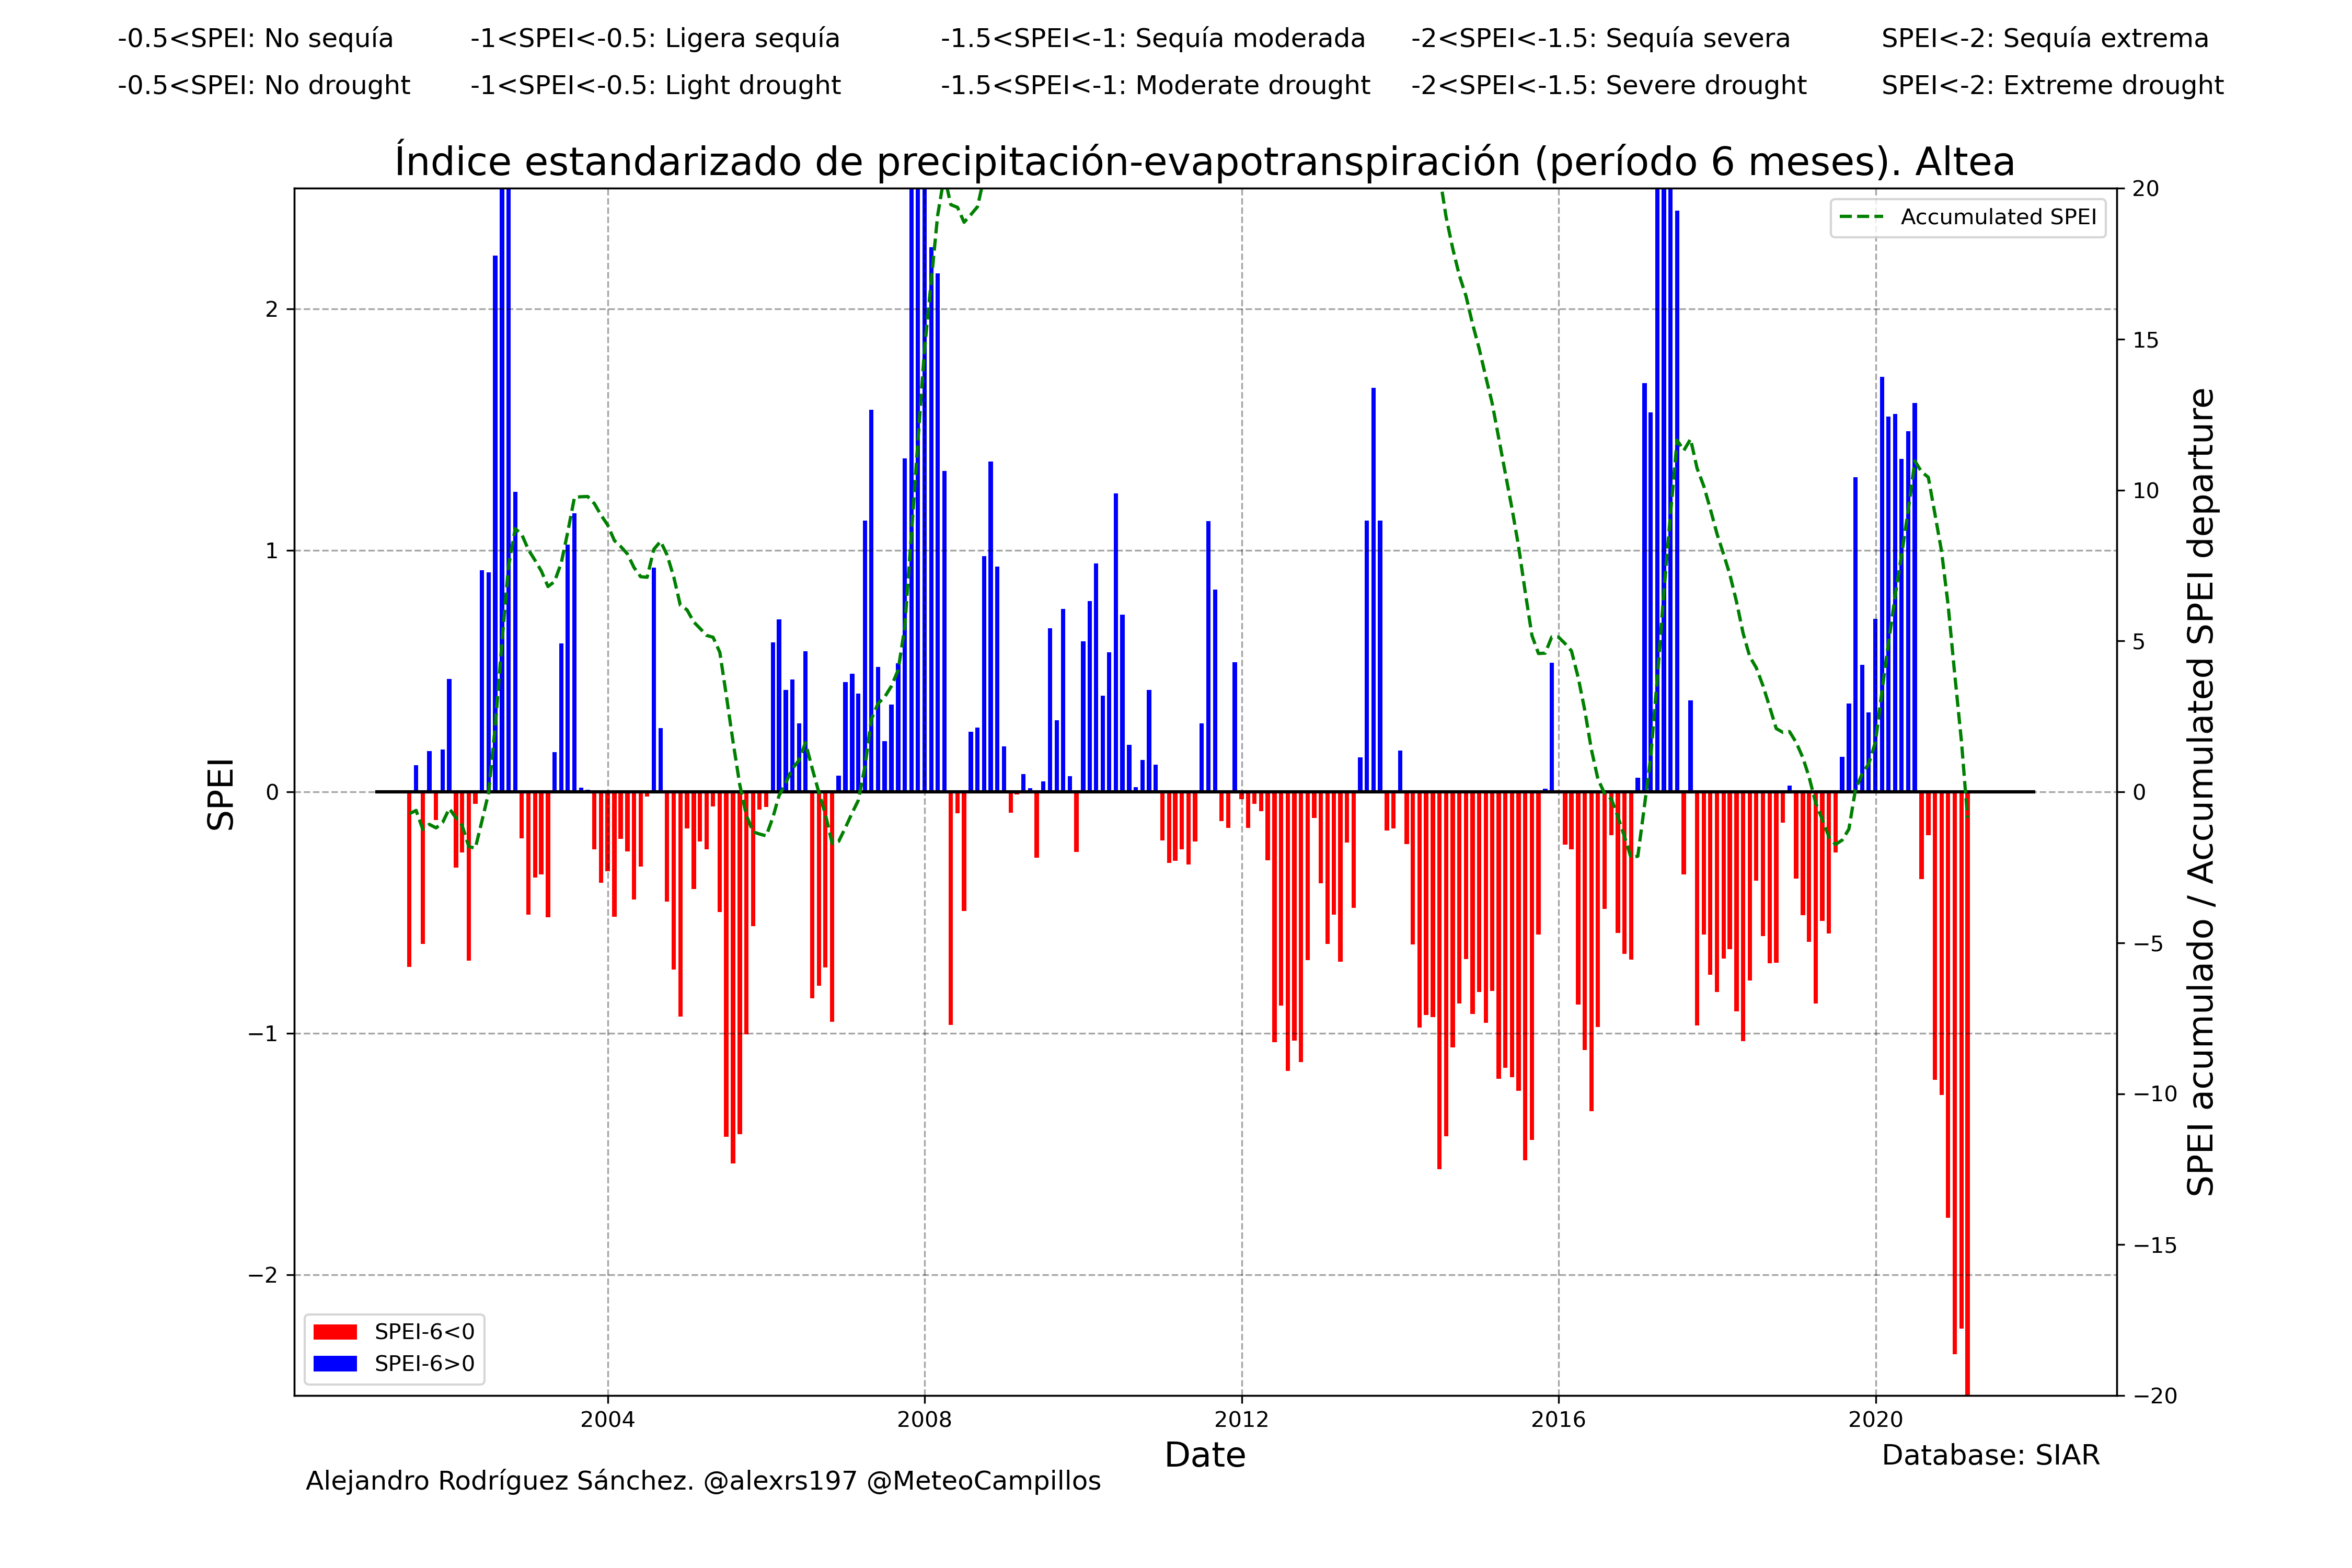 -0.5<SPEI: No sequía -1<SPEI<-0.5: Ligera sequía -1.5<SPEI<-1: Sequía moderada -2<SPEI<-1.5: Sequía severa SPEI<-2: Sequía extrema
-0.5<SPEI: No drought -1<SPEI<-0.5: Light drought -1.5<SPEI<-1: Moderate drought -2<SPEI<-1.5: Severe drought SPEI<-2: Extreme drought
Índice estandarizado de precipitación-evapotranspiración (período 6 meses). Altea
Accumulated SPEI
SPEI
2
1
0
−1
−2
20
15
10
5
0
−5
−10
−15
−20
SPEI acumulado / Accumulated SPEI departure
SPEI-6<0
SPEI-6>0
2004 2008 2012 2016 2020
Date
Database: SIAR
Alejandro Rodríguez Sánchez. @alexrs197 @MeteoCampillos